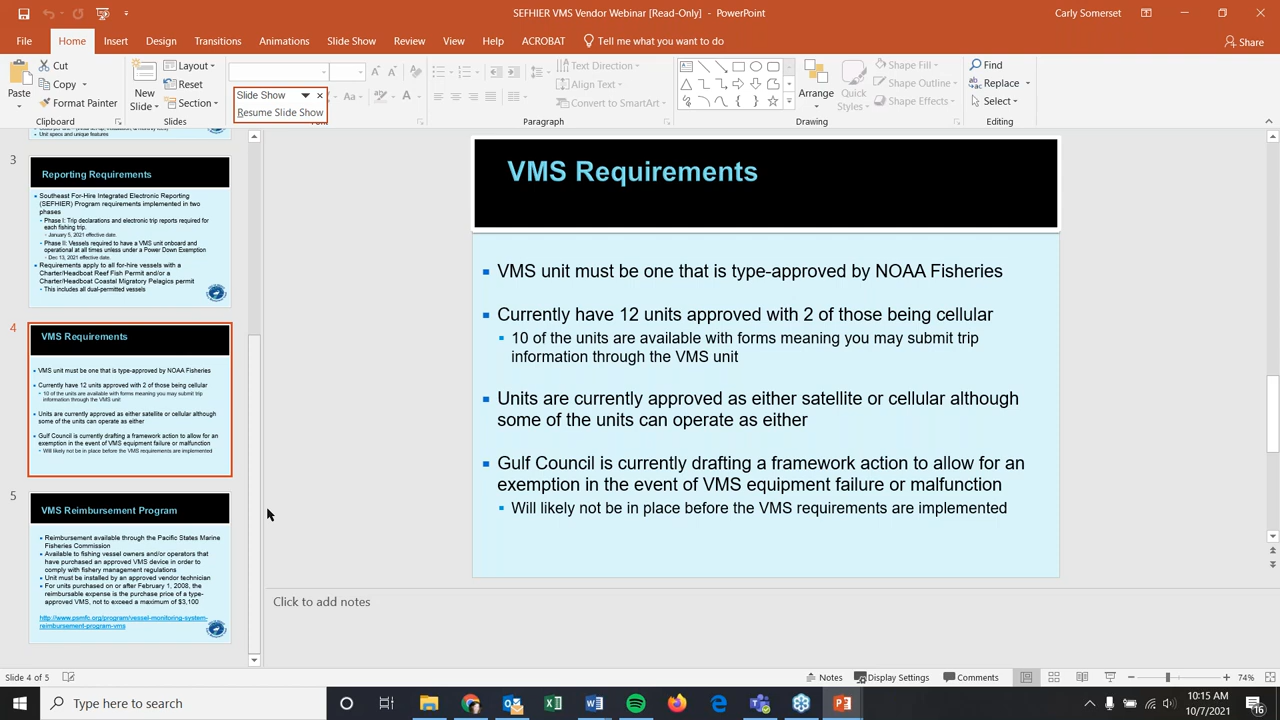 SEFHIER VMS Vendor [Read-Only] - PowerPoint
Carly Somerset
File Home Insert Design Transitions Animations Slide Show Review View Help ACROBAT Tell me what you want to do Share
Paste
Cut
Copy
Format Painter
Clipboard
New Slide
Layout
Reset
Section
Slides
Slide Show
Resume Slide Show
Text Direction
Align Text
Convert to SmartArt
Paragraph
Arrange
Quick Styles
Shape Fill
Shape Outline
Shape Effects
Drawing
Find
Replace
Select
Editing
Unit specs and unique features
3
Reporting Requirements
Southeast For-Hire Integrated Electronic Reporting
(SEFHIER) Program requirements implemented in two
phases
Phase I: Trip declarations and electronic trip reports required for
each fishing trip.
January 5, 2021 effective date
Phase II: Vessels required to have a VMS unit onboard and
operational at all times unless under a Power Down Exemption
Dec 13, 2021 effective date.
Requirements apply to all for-hire vessels with a
Charter/Headboat Reef Fish Permit and/or a
Charter/Headboat Coastal Migratory Pelagics permit
This includes all dual-permitted vessels
4
VMS Requirements
VMS unit must be one that is type-approved by NOAA Fisheries
Currently have 12 units approved with 2 of those being cellular
10 of the units are available with forms meaning you may submit trip
information through the VMS unit
Units are currently approved as either satellite or cellular although
some of the units can operate as either
Gulf Council is currently drafting a framework action to allow for an
exemption in the event of VMS equipment failure or malfunction
Will likely not be in place before the VMS requirements are implemented
5
VMS Reimbursement Program
Reimbursement available through the Pacific States Marine
Fisheries Commission
Available to fishing vessel owners and/or operators that
have purchased an approved VMS device in order to
comply with fishery management regulations
Unit must be installed by an approved vendor technician
For units purchased on or after February 1, 2008, the
reimbursable expense is the purchase price of a type-
approved VMS, not to exceed a maximum of $3,100
http://www.psmfc.org/program/vessel-monitoring-system-
reimbursement-program-vms
VMS Requirements
VMS unit must be one that is type-approved by NOAA Fisheries
Currently have 12 units approved with 2 of those being cellular
10 of the units are available with forms meaning you may submit trip
information through the VMS unit
Units are currently approved as either satellite or cellular although
some of the units can operate as either
Gulf Council is currently drafting a framework action to allow for an
exemption in the event of VMS equipment failure or malfunction
Will likely not be in place before the VMS requirements are implemented
Click to add notes
Slide 4 of 5
Notes Display Settings Comments 74%
Type here to search
10:15 AM 10/7/2021